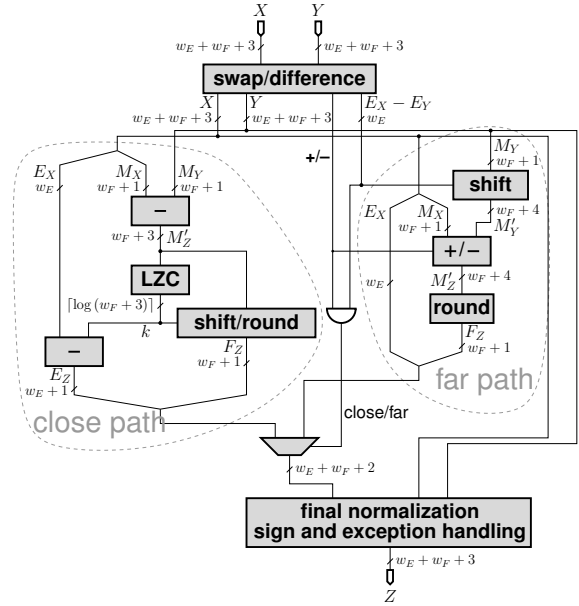 X Y
w_E + w_F + 3 w_E + w_F + 3
swap/difference
X Y E_X − E_Y
w_E + w_F + 3 w_E + w_F + 3 w_E
+/−
M_Y
w_F + 1
E_X M_X M_Y
w_E w_F + 1 w_F + 1
shift
E_X M_X w_F + 4
w_F + 1 M′_Y
−
+/−
w_F + 3 M′_Z
LZC
w_E M′_Z w_F + 4
⌈log (w_F + 3)⌉
round
k shift/round
F_Z
w_F + 1
−
F_Z
w_F + 1
E_Z
w_E + 1
far path
close path
close/far
w_E + w_F + 2
final normalization
sign and exception handling
w_E + w_F + 3
Z